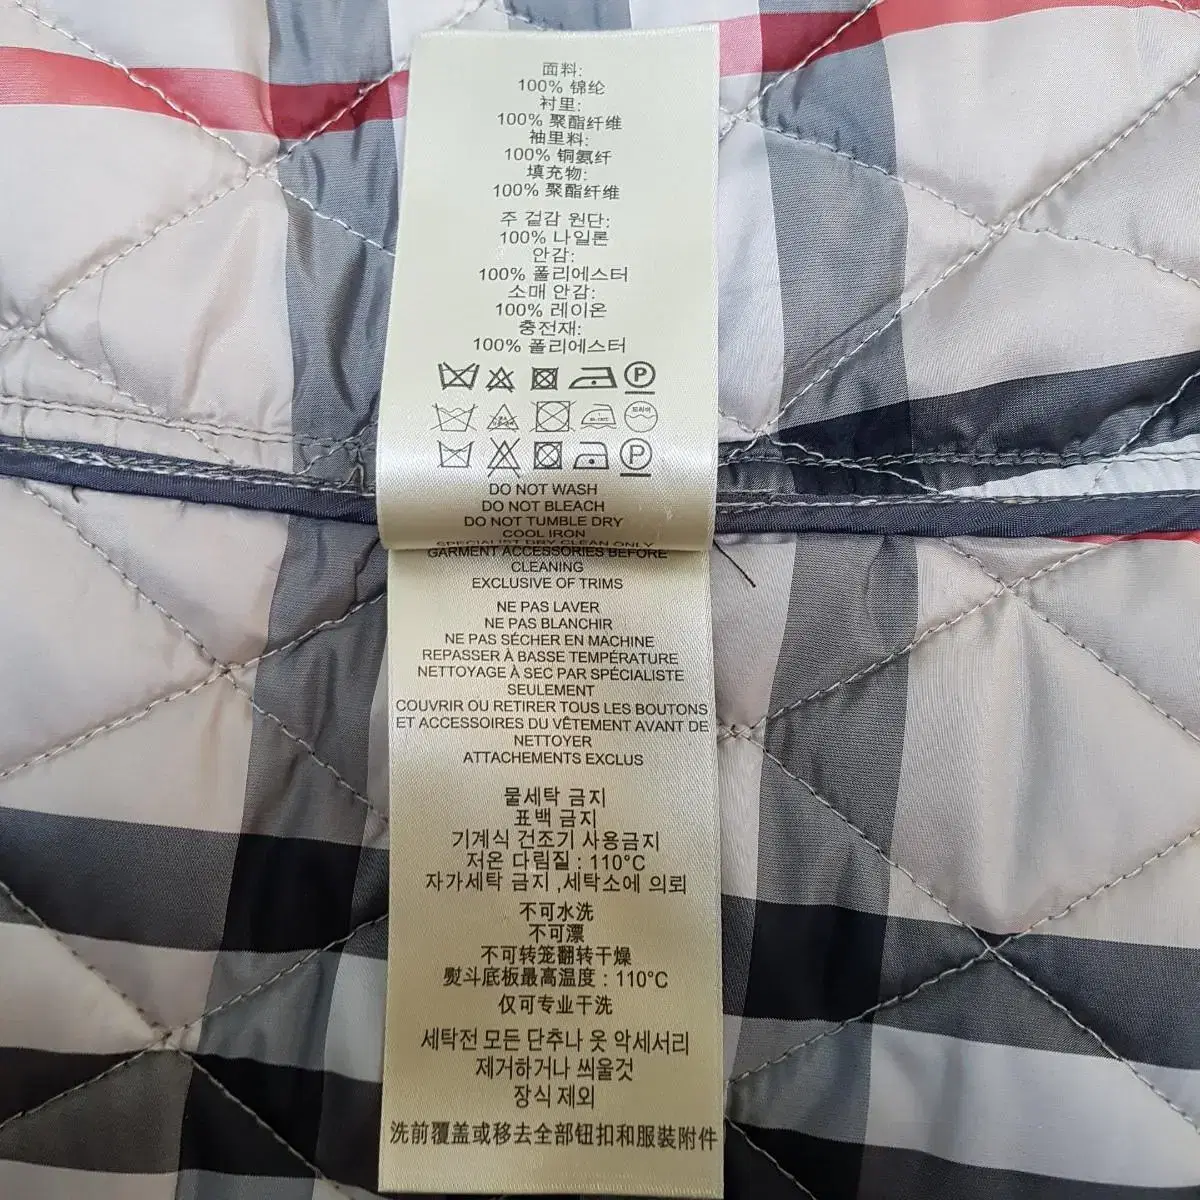 面料:
100% 锦纶
衬里:
100% 聚酯纤维
袖里料:
100% 铜氨纤
填充物:
100% 聚酯纤维
주 겉감 원단:
100% 나일론
안감:
100% 폴리에스터
소매 안감:
100% 레이온
충전재:
100% 폴리에스터
P
드라이
P
DO NOT WASH
DO NOT BLEACH
DO NOT TUMBLE DRY
COOL IRON
SPECIALIST DRY CLEAN ONLY
GARMENT ACCESSORIES BEFORE
CLEANING
EXCLUSIVE OF TRIMS
NE PAS LAVER
NE PAS BLANCHIR
NE PAS SÉCHER EN MACHINE
REPASSER À BASSE TEMPÉRATURE
NETTOYAGE À SEC PAR SPÉCIALISTE
SEULEMENT
COUVRIR OU RETIRER TOUS LES BOUTONS
ET ACCESSOIRES DU VÊTEMENT AVANT DE
NETTOYER
ATTACHEMENTS EXCLUS
물세탁 금지
표백 금지
기계식 건조기 사용금지
저온 다림질 : 110°C
자가세탁 금지 ,세탁소에 의뢰
不可水洗
不可漂
不可转笼翻转干燥
熨斗底板最高温度 : 110°C
仅可专业干洗
세탁전 모든 단추나 옷 악세서리
제거하거나 씌울것
장식 제외
洗前覆盖或移去全部钮扣和服裝附件